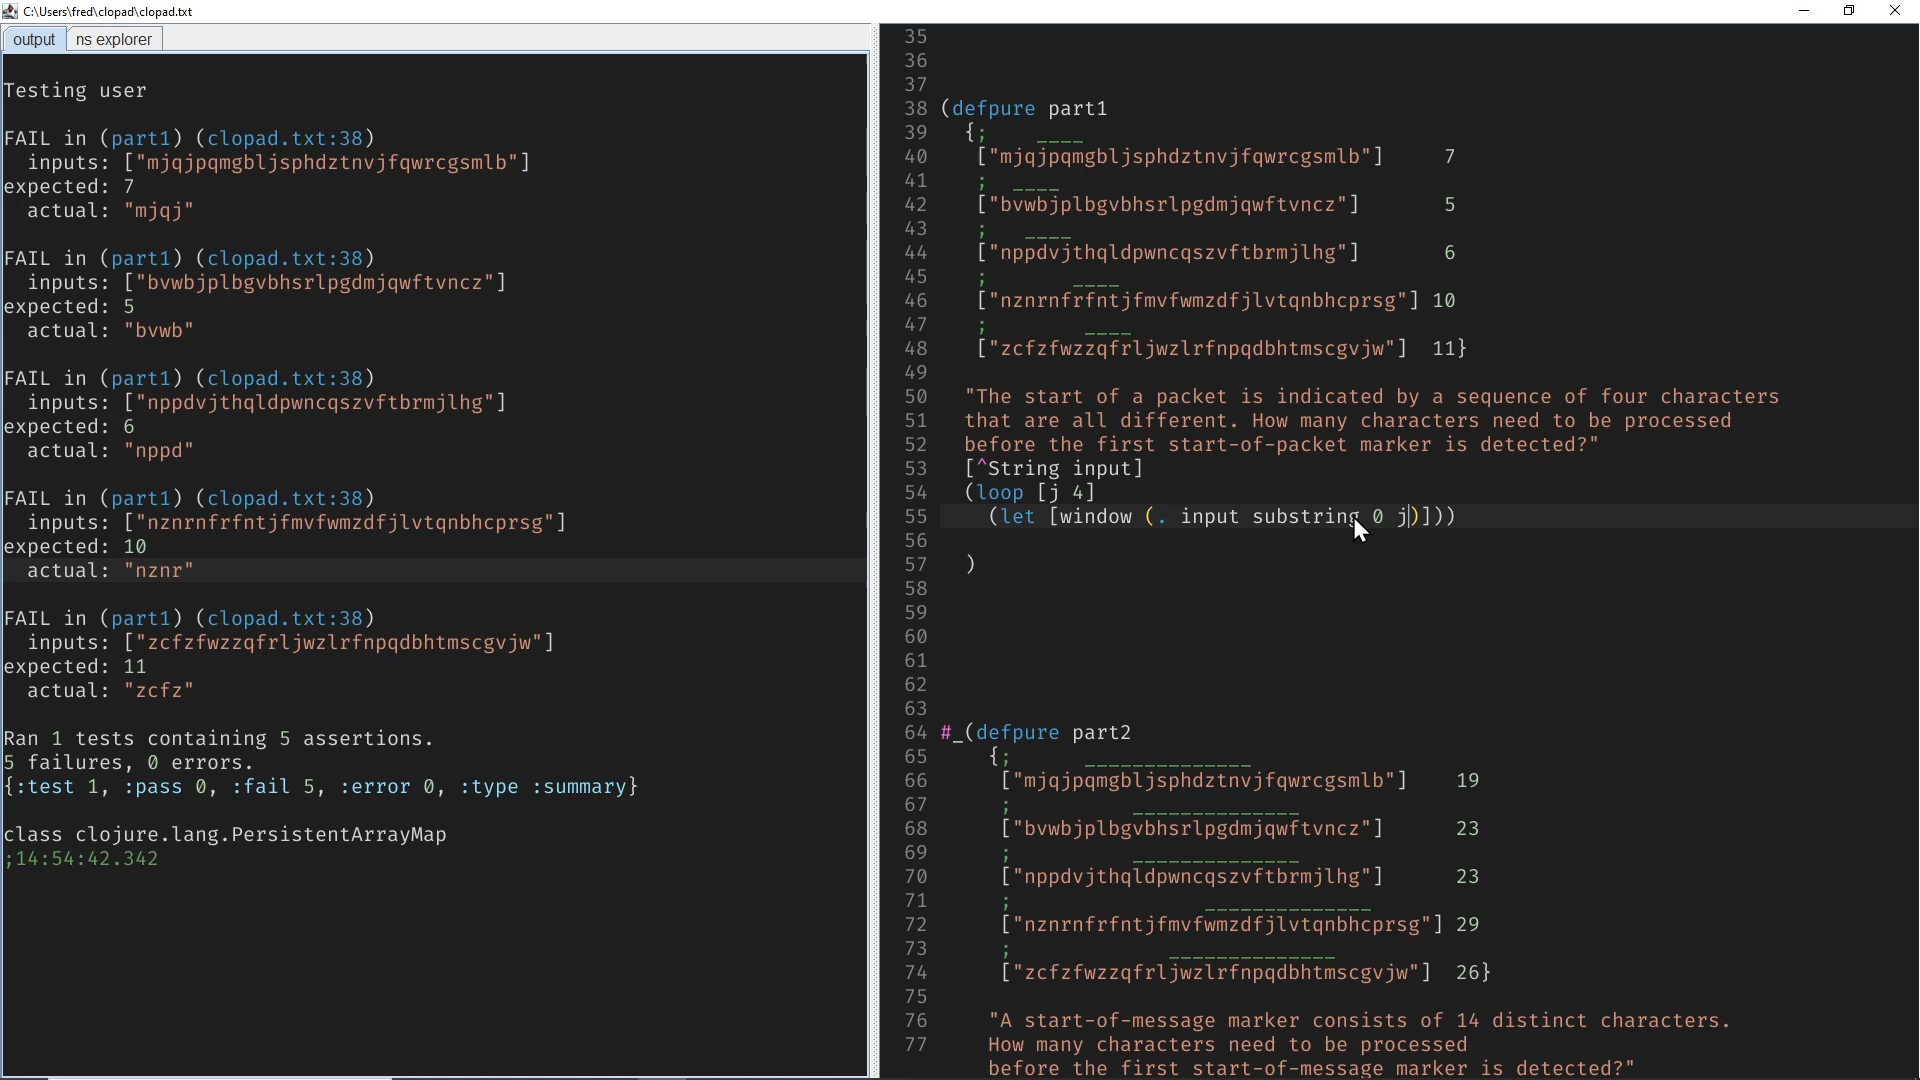 C:\Users\fred\clopad\clopad.txt
output
ns explorer
Testing user
FAIL in (part1) (clopad.txt:38)
inputs: ["mjqjpqmgbljsphdztnvjfqwrcgsmlb"]
expected: 7
actual: "mjqj"
FAIL in (part1) (clopad.txt:38)
inputs: ["bvwbjplbgvbhsrlpgdmjqwftvncz"]
expected: 5
actual: "bvwb"
FAIL in (part1) (clopad.txt:38)
inputs: ["nppdvjthqldpwncqszvftbrmjlhg"]
expected: 6
actual: "nppd"
FAIL in (part1) (clopad.txt:38)
inputs: ["nznrnfrfntjfmvfwmzdfjlvtqnbhcprsg"]
expected: 10
actual: "nznr"
FAIL in (part1) (clopad.txt:38)
inputs: ["zcfzfwzzqfrljwzlrfnpqdbhtmscgvjw"]
expected: 11
actual: "zcfz"
Ran 1 tests containing 5 assertions.
5 failures, 0 errors.
{:test 1, :pass 0, :fail 5, :error 0, :type :summary}
class clojure.lang.PersistentArrayMap
;14:54:42.342
35
36
37
38 (defpure part1
39 {; ____
40 ["mjqjpqmgbljsphdztnvjfqwrcgsmlb"] 7
41 ; ____
42 ["bvwbjplbgvbhsrlpgdmjqwftvncz"] 5
43 ; ____
44 ["nppdvjthqldpwncqszvftbrmjlhg"] 6
45 ; ____
46 ["nznrnfrfntjfmvfwmzdfjlvtqnbhcprsg"] 10
47 ; ____
48 ["zcfzfwzzqfrljwzlrfnpqdbhtmscgvjw"] 11}
49
50 "The start of a packet is indicated by a sequence of four characters
51 that are all different. How many characters need to be processed
52 before the first start-of-packet marker is detected?"
53 [^String input]
54 (loop [j 4]
55 (let [window (. input substring 0 j)]))
56
57 )
58
59
60
61
62
63
64 #_(defpure part2
65 {; ______________
66 ["mjqjpqmgbljsphdztnvjfqwrcgsmlb"] 19
67 ; ______________
68 ["bvwbjplbgvbhsrlpgdmjqwftvncz"] 23
69 ; ______________
70 ["nppdvjthqldpwncqszvftbrmjlhg"] 23
71 ; ______________
72 ["nznrnfrfntjfmvfwmzdfjlvtqnbhcprsg"] 29
73 ; ______________
74 ["zcfzfwzzqfrljwzlrfnpqdbhtmscgvjw"] 26}
75
76 "A start-of-message marker consists of 14 distinct characters.
77 How many characters need to be processed
before the first start-of-message marker is detected?"